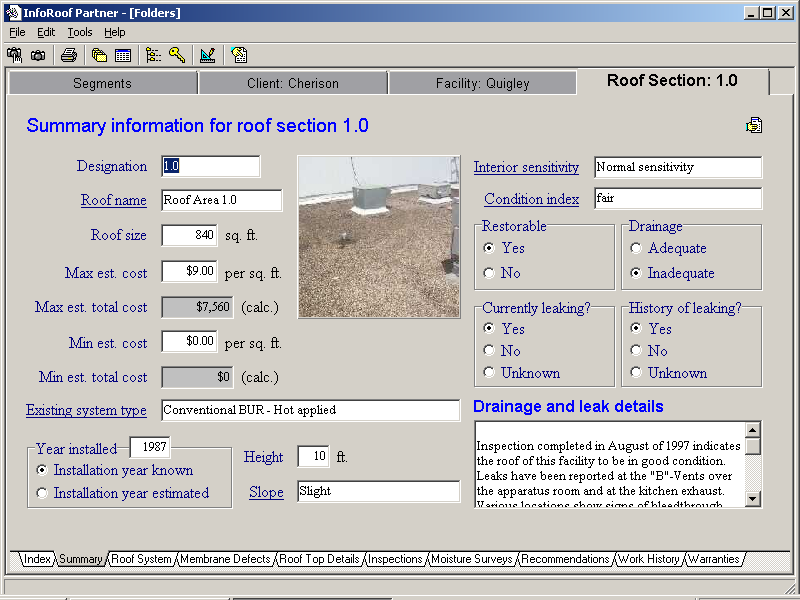 InfoRoof Partner - [Folders]
File Edit Tools Help
Segments Client: Cherison Facility: Quigley Roof Section: 1.0
Summary information for roof section 1.0
Designation 1.0
Roof name Roof Area 1.0
Roof size 840 sq. ft.
Max est. cost $9.00 per sq. ft.
Max est. total cost $7,560 (calc.)
Min est. cost $0.00 per sq. ft.
Min est. total cost $0 (calc.)
Existing system type Conventional BUR - Hot applied
Year installed 1987
Installation year known
Installation year estimated
Height 10 ft.
Slope Slight
Interior sensitivity Normal sensitivity
Condition index fair
Restorable
Yes
No
Drainage
Adequate
Inadequate
Currently leaking?
Yes
No
Unknown
History of leaking?
Yes
No
Unknown
Drainage and leak details
Inspection completed in August of 1997 indicates
the roof of this facility to be in good condition.
Leaks have been reported at the "B"-Vents over
the apparatus room and at the kitchen exhaust.
Various locations show signs of bleedthrough
Index Summary Roof System Membrane Defects Roof Top Details Inspections Moisture Surveys Recommendations Work History Warranties